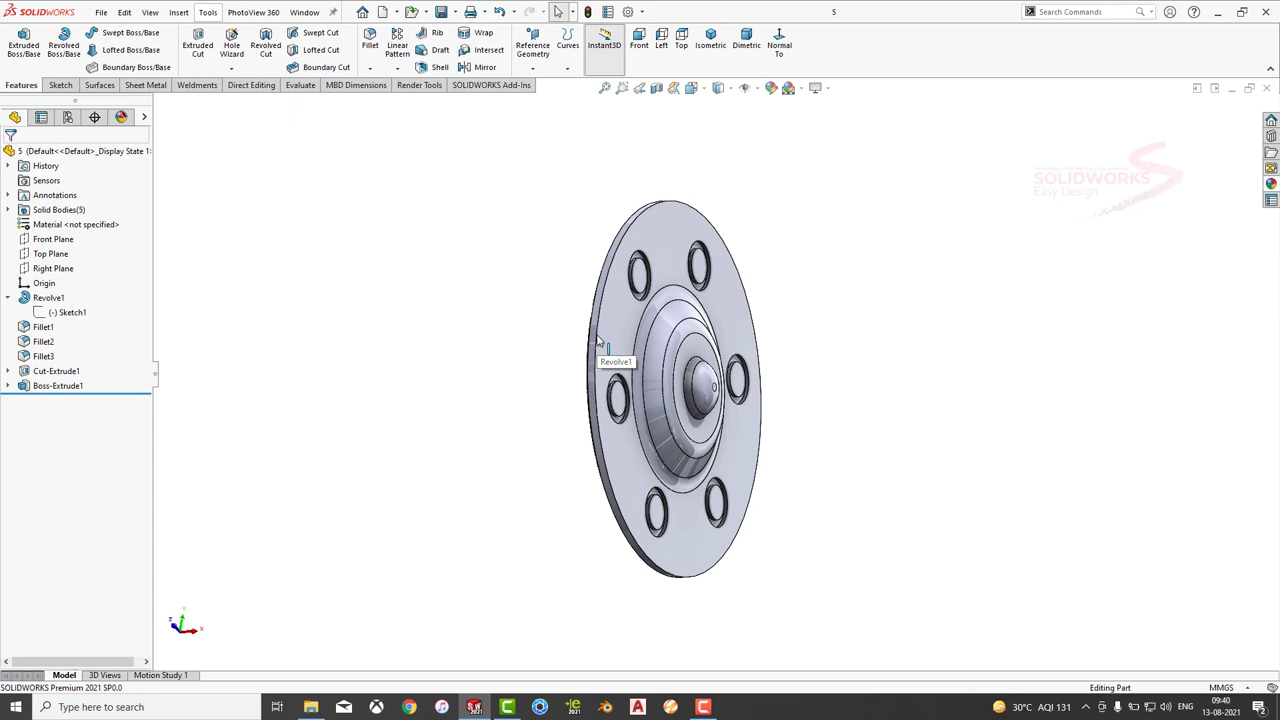 SOLIDWORKS File Edit View Insert Tools PhotoView 360 Window 5 Search Commands
Extruded Boss/Base Revolved Boss/Base Swept Boss/Base Lofted Boss/Base Boundary Boss/Base Extruded Cut Hole Wizard Revolved Cut Swept Cut Lofted Cut Boundary Cut Fillet Linear Pattern Rib Draft Shell Wrap Intersect Mirror Reference Geometry Curves Instant3D Front Left Top Isometric Dimetric Normal To
Features Sketch Surfaces Sheet Metal Weldments Direct Editing Evaluate MBD Dimensions Render Tools SOLIDWORKS Add-Ins
5 (Default<<Default>_Display State 1
History
Sensors
Annotations
Solid Bodies(5)
Material <not specified>
Front Plane
Top Plane
Right Plane
Origin
Revolve1
(-) Sketch1
Fillet1
Fillet2
Fillet3
Cut-Extrude1
Boss-Extrude1
SOLIDWORKS
Easy Design
Revolve1
Y
Z
X
Model 3D Views Motion Study 1
SOLIDWORKS Premium 2021 SP0.0 Editing Part MMGS
Type here to search 30°C AQI 131 ENG 09:40
13-08-2021